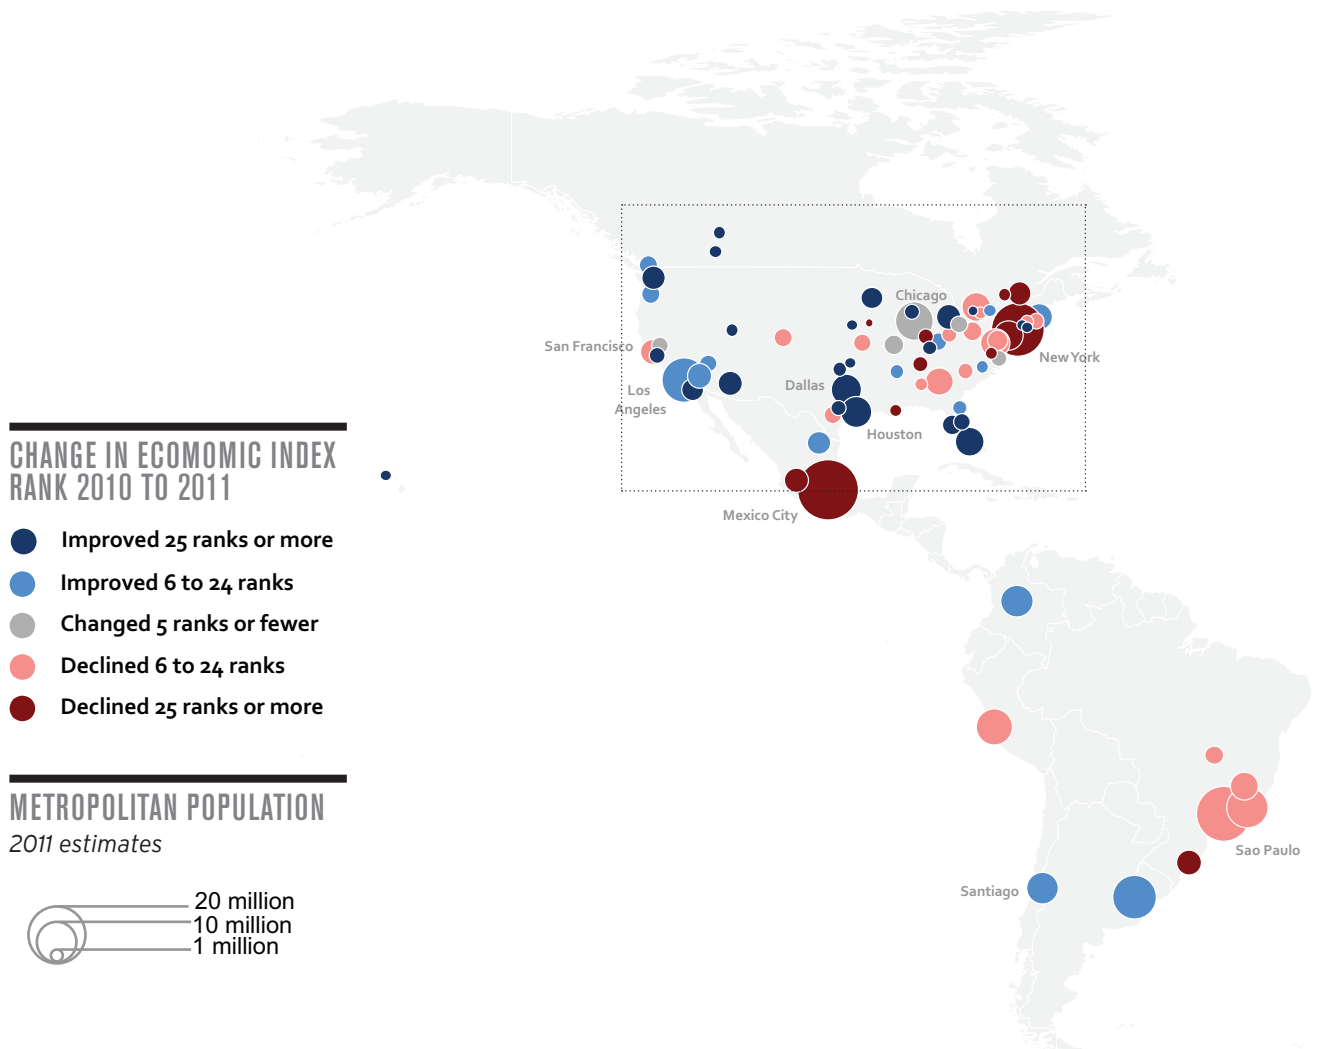 Chicago
San Francisco
New York
Los
Angeles
Dallas
Houston
Mexico City
CHANGE IN ECOMOMIC INDEX
RANK 2010 TO 2011
Improved 25 ranks or more
Improved 6 to 24 ranks
Changed 5 ranks or fewer
Declined 6 to 24 ranks
Declined 25 ranks or more
METROPOLITAN POPULATION
2011 estimates
20 million
10 million
1 million
Sao Paulo
Santiago